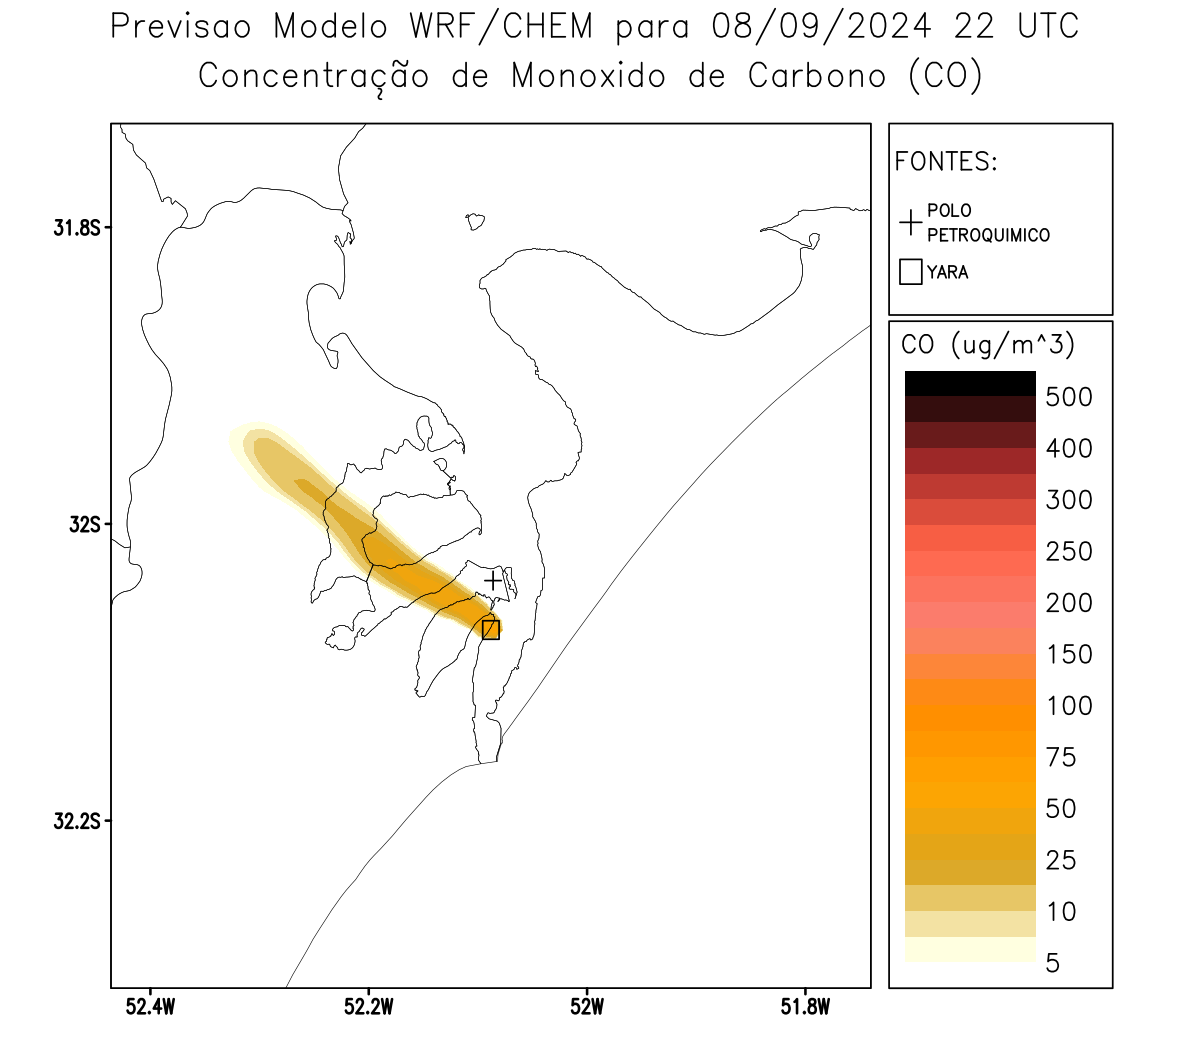 Previsao Modelo WRF/CHEM para 08/09/2024 22 UTC
Concentração de Monoxido de Carbono (CO)
FONTES:
POLO
PETROQUIMICO
YARA
CO (ug/m^3)
500
400
300
250
200
150
100
75
50
25
10
5
31.8S
32S
32.2S
52.4W
52.2W
52W
51.8W